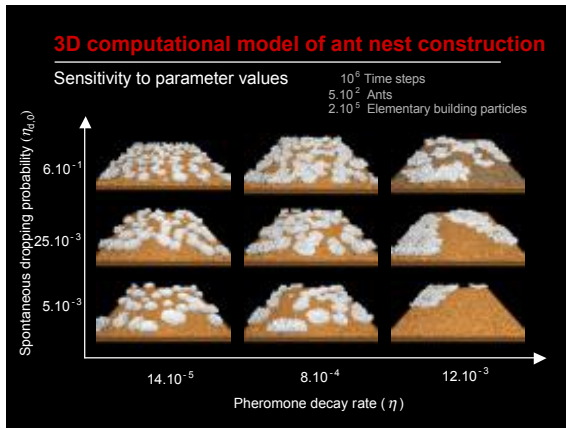 3D computational model of ant nest construction
Sensitivity to parameter values
10⁶ Time steps
5.10² Ants
2.10⁵ Elementary building particles
Spontaneous dropping probability (η_d,0)
6.10⁻¹
25.10⁻³
5.10⁻³
14.10⁻⁵
8.10⁻⁴
12.10⁻³
Pheromone decay rate ( η )